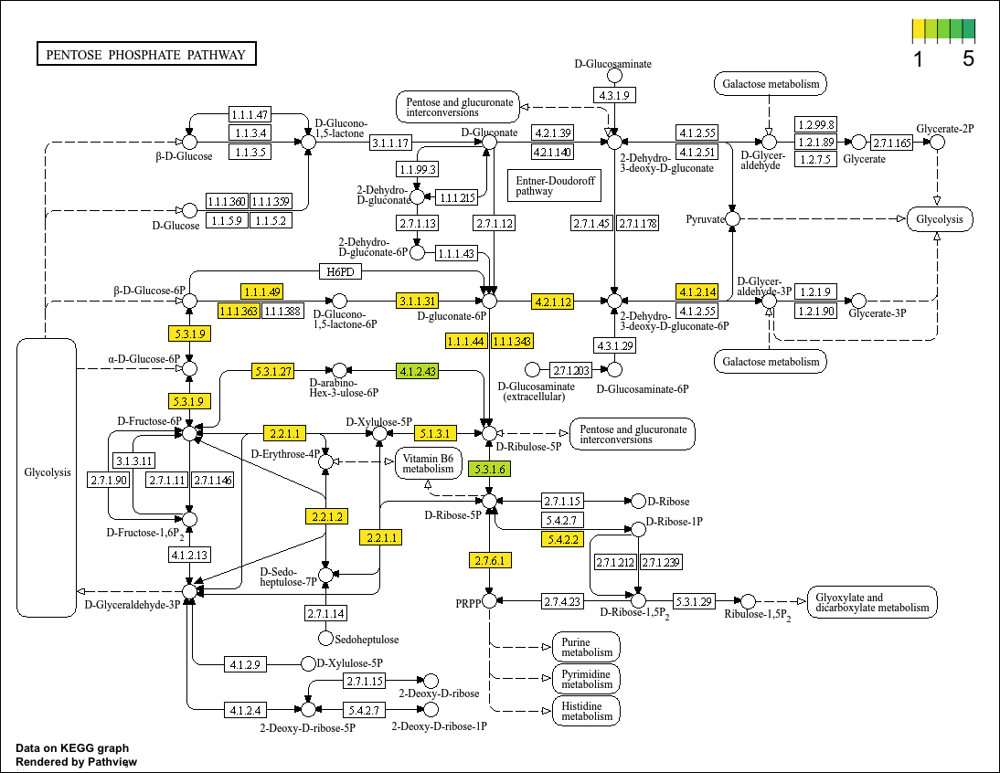 PENTOSE PHOSPHATE PATHWAY
1
5
D-Glucosaminate
4.3.1.9
Pentose and glucuronate
interconversions
Galactose metabolism
1.1.1.47
1.1.3.4
1.1.3.5
β-D-Glucose
D-Glucono-
1,5-lactone
3.1.1.17
D-Gluconate
4.2.1.39
4.2.1.140
2-Dehydro-
3-deoxy-D-gluconate
4.1.2.55
4.1.2.51
D-Glycer-
aldehyde
1.2.99.8
1.2.1.89
1.2.7.5
Glycerate
2.7.1.165
Glycerate-2P
1.1.99.3
2-Dehydro-
D-gluconate
1.1.1.215
Entner-Doudoroff
pathway
1.1.1.360
1.1.1.359
1.1.5.9
1.1.5.2
D-Glucose
2.7.1.13
2.7.1.12
2.7.1.45
2.7.1.178
Pyruvate
Glycolysis
2-Dehydro-
D-gluconate-6P
1.1.1.43
H6PD
β-D-Glucose-6P
1.1.1.49
1.1.1.363
1.1.1.388
D-Glucono-
1,5-lactone-6P
3.1.1.31
D-gluconate-6P
4.2.1.12
2-Dehydro-
3-deoxy-D-gluconate-6P
4.1.2.14
4.1.2.55
D-Glycer-
aldehyde-3P
1.2.1.9
1.2.1.90
Glycerate-3P
5.3.1.9
1.1.1.44
1.1.1.343
4.3.1.29
α-D-Glucose-6P
Galactose metabolism
5.3.1.27
D-arabino-
Hex-3-ulose-6P
4.1.2.43
D-Glucosaminate
(extracellular)
2.7.1.203
D-Glucosaminate-6P
5.3.1.9
D-Fructose-6P
2.2.1.1
D-Xylulose-5P
5.1.3.1
D-Ribulose-5P
Pentose and glucuronate
interconversions
D-Erythrose-4P
Vitamin B6
metabolism
5.3.1.6
Glycolysis
3.1.3.11
2.7.1.90
2.7.1.11
2.7.1.146
D-Ribose-5P
2.7.1.15
D-Ribose
5.4.2.7
5.4.2.2
D-Ribose-1P
2.2.1.2
2.2.1.1
D-Fructose-1,6P2
4.1.2.13
2.7.6.1
2.7.1.212
2.7.1.239
D-Sedo-
heptulose-7P
D-Glyceraldehyde-3P
2.7.1.14
PRPP
2.7.4.23
D-Ribose-1,5P2
5.3.1.29
Ribulose-1,5P2
Glyoxylate and
dicarboxylate metabolism
Sedoheptulose
Purine
metabolism
4.1.2.9
D-Xylulose-5P
Pyrimidine
metabolism
2.7.1.15
2-Deoxy-D-ribose
4.1.2.4
2-Deoxy-D-ribose-5P
5.4.2.7
2-Deoxy-D-ribose-1P
Histidine
metabolism
Data on KEGG graph
Rendered by Pathview